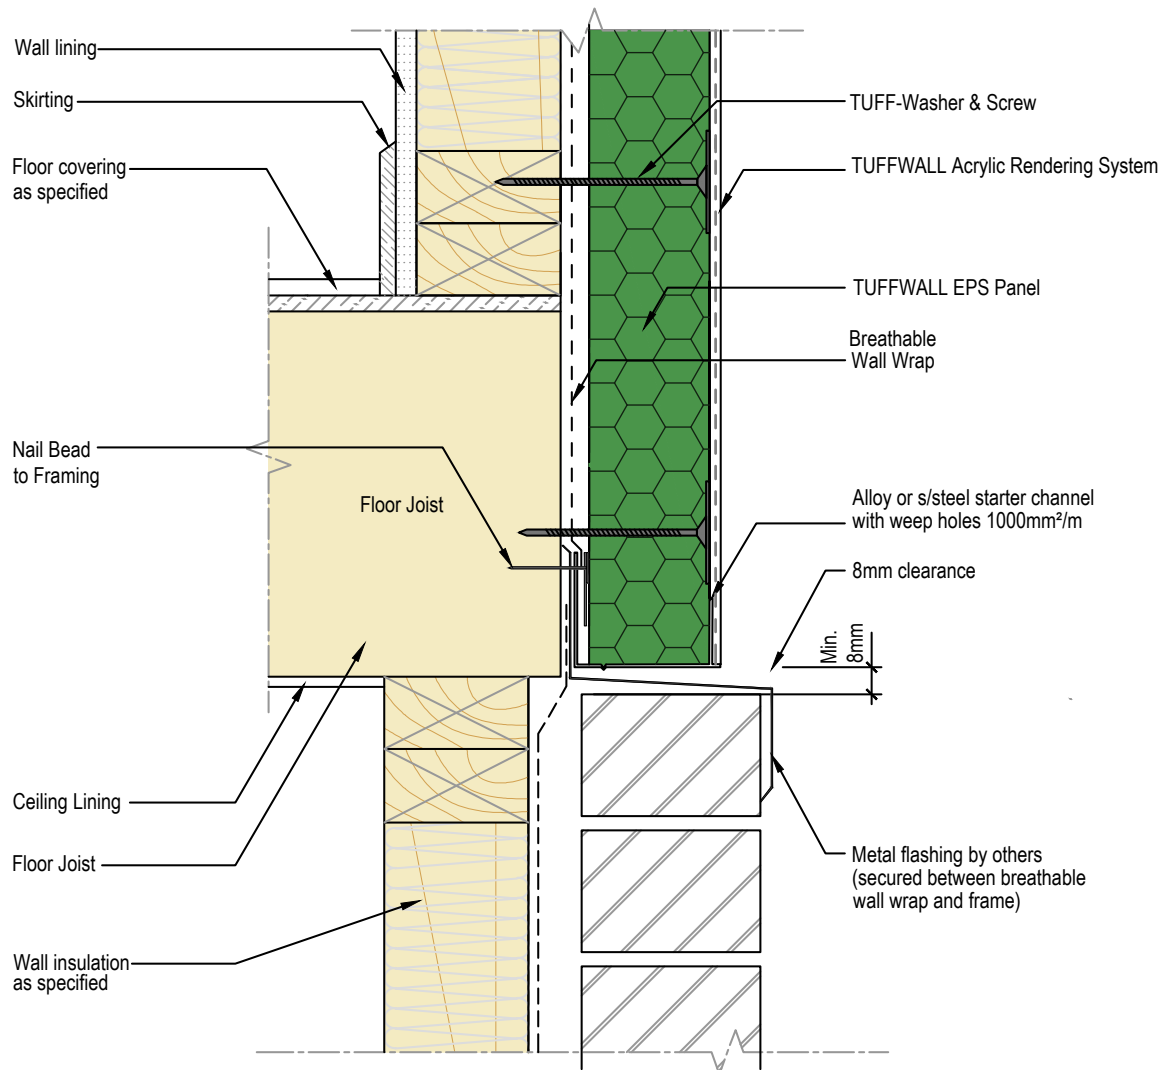 Wall lining
Skirting
Floor covering
as specified
Nail Bead
to Framing
Floor Joist
Ceiling Lining
Floor Joist
Wall insulation
as specified
TUFF-Washer & Screw
TUFFWALL Acrylic Rendering System
TUFFWALL EPS Panel
Breathable
Wall Wrap
Alloy or s/steel starter channel
with weep holes 1000mm²/m
8mm clearance
Min.
8mm
Metal flashing by others
(secured between breathable
wall wrap and frame)